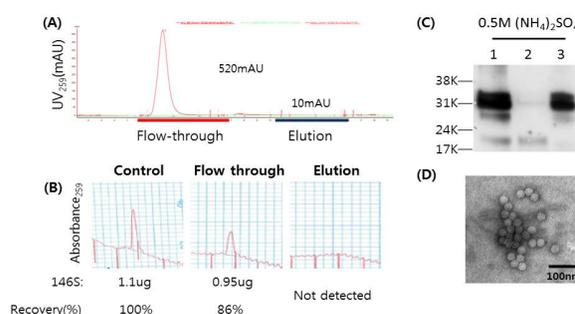 (A)
UV259(mAU)
520mAU
10mAU
Flow-through Elution
(B)
Control Flow through Elution
Absorbance259
146S: 1.1ug 0.95ug Not detected
Recovery(%) 100% 86%
(C)
0.5M (NH4)2SO
1 2 3
38K
31K
24K
17K
(D)
100nm